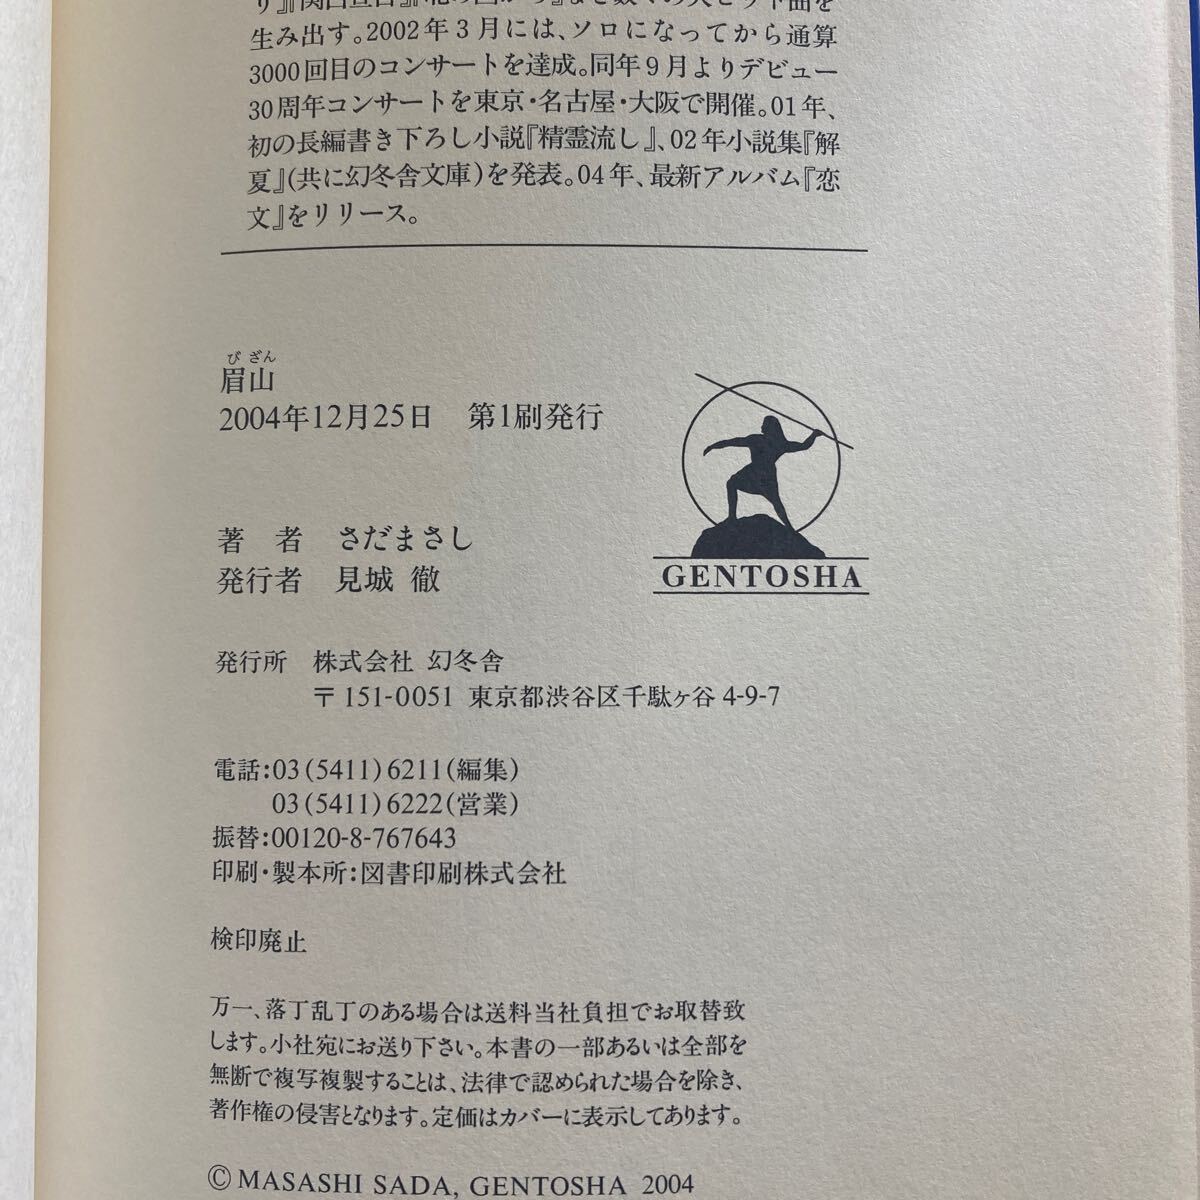 生み出す。2002年3月には、ソロになってから通算
3000回目のコンサートを達成。同年9月よりデビュー
30周年コンサートを東京・名古屋・大阪で開催。01年、
初の長編書き下ろし小説『精霊流し』、02年小説集『解
夏』(共に幻冬舎文庫)を発表。04年、最新アルバム『恋
文』をリリース。
びざん
眉山
2004年12月25日 第1刷発行
著 者 さだまさし
発行者 見城 徹
GENTOSHA
発行所 株式会社 幻冬舎
〒151-0051 東京都渋谷区千駄ヶ谷4-9-7
電話:03(5411)6211(編集)
03(5411)6222(営業)
振替:00120-8-767643
印刷・製本所:図書印刷株式会社
検印廃止
万一、落丁乱丁のある場合は送料当社負担でお取替致
します。小社宛にお送り下さい。本書の一部あるいは全部を
無断で複写複製することは、法律で認められた場合を除き、
著作権の侵害となります。定価はカバーに表示してあります。
© MASASHI SADA, GENTOSHA 2004